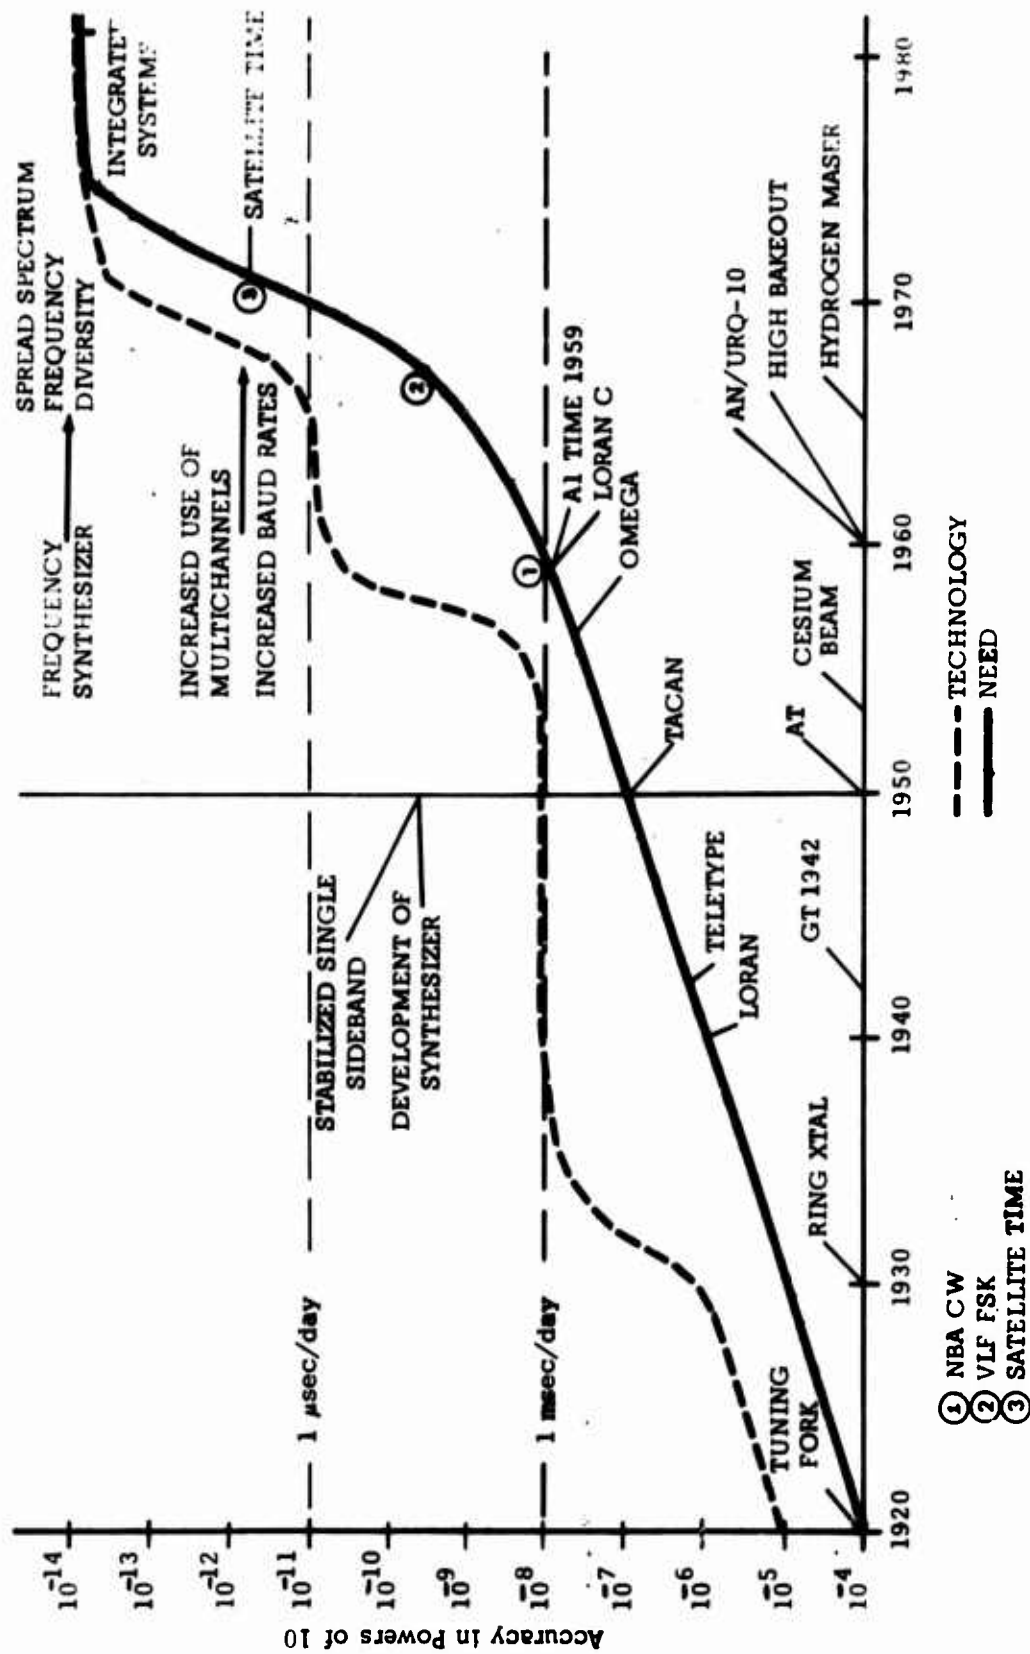 Accuracy in Powers of 10
10-14
10-13
10-12
10-11
10-10
10-9
10-8
10-7
10-6
10-5
10-4
FREQUENCY
SYNTHESIZER
SPREAD SPECTRUM
FREQUENCY
DIVERSITY
INCREASED USE OF
MULTICHANNELS
INCREASED BAUD RATES
INTEGRATE
SYSTEMS
SATELLITE TIME
3
1 μsec/day
STABILIZED SINGLE
SIDEBAND
DEVELOPMENT OF
SYNTHESIZER
2
1
1 msec/day
A1 TIME 1959
LORAN C
OMEGA
TACAN
TELETYPE
LORAN
TUNING
FORK
RING XTAL
GT 1942
AT
CESIUM
BEAM
AN/URQ-10
HIGH BAKEOUT
HYDROGEN MASER
1920
1930
1940
1950
1960
1970
1980
1 NBA CW
2 VLF FSK
3 SATELLITE TIME
TECHNOLOGY
NEED